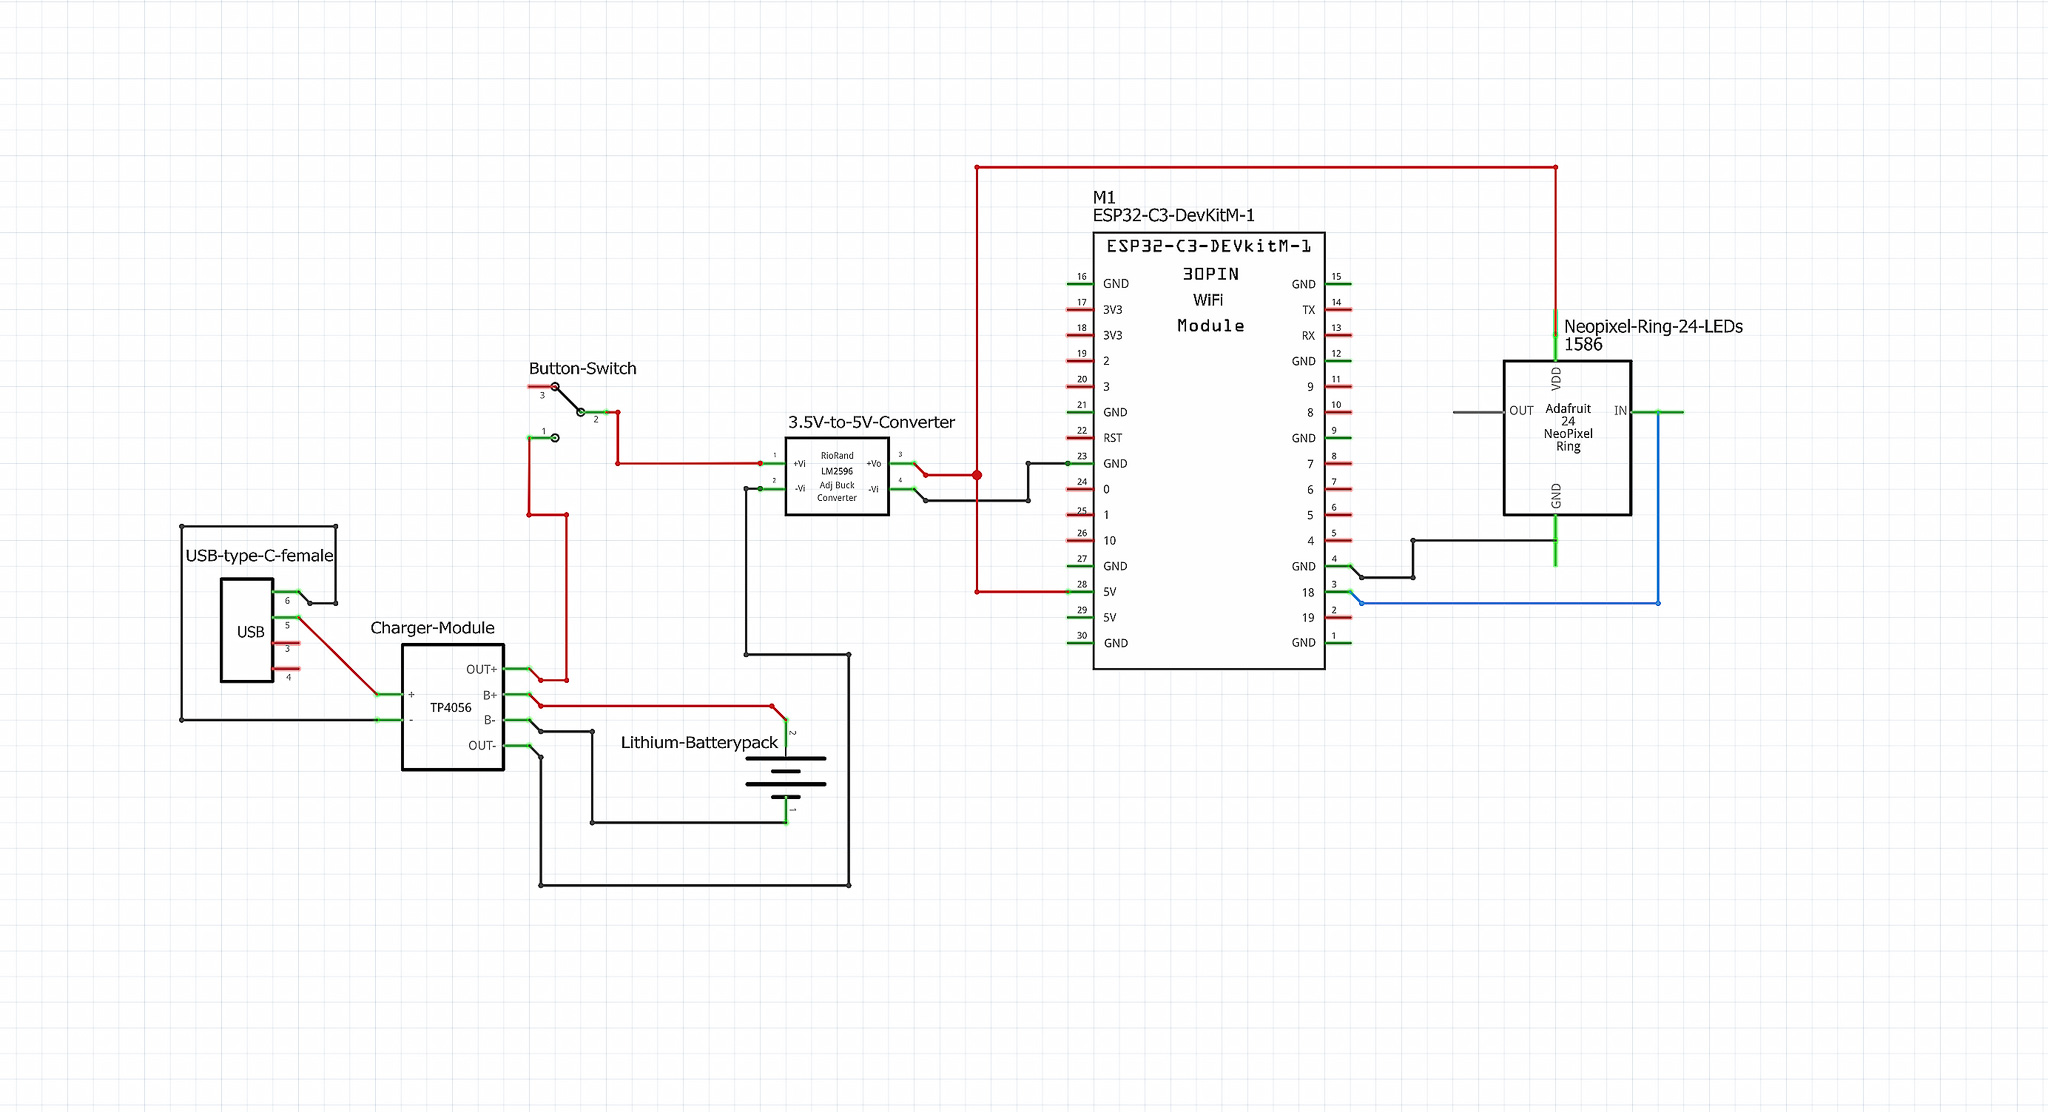 M1
ESP32-C3-DevKitM-1
ESP32-C3-DEVkitM-1
30PIN
WiFi
Module
16 GND
17 3V3
18 3V3
19 2
20 3
21 GND
22 RST
23 GND
24 0
25 1
26 10
27 GND
28 5V
29 5V
30 GND
GND 15
TX 14
RX 13
GND 12
9 11
8 10
GND 9
7 8
6 7
5 6
4 5
GND 4
18 3
19 2
GND 1
Neopixel-Ring-24-LEDs
1586
VDD
OUT
IN
Adafruit
24
NeoPixel
Ring
GND
Button-Switch
3
2
1
3.5V-to-5V-Converter
RioRand
LM2596
Adj Buck
Converter
1 +Vi
2 -Vi
+Vo 3
-Vi 4
USB-type-C-female
USB
6
5
3
4
Charger-Module
TP4056
+
-
OUT+
B+
B-
OUT-
Lithium-Batterypack
2
1